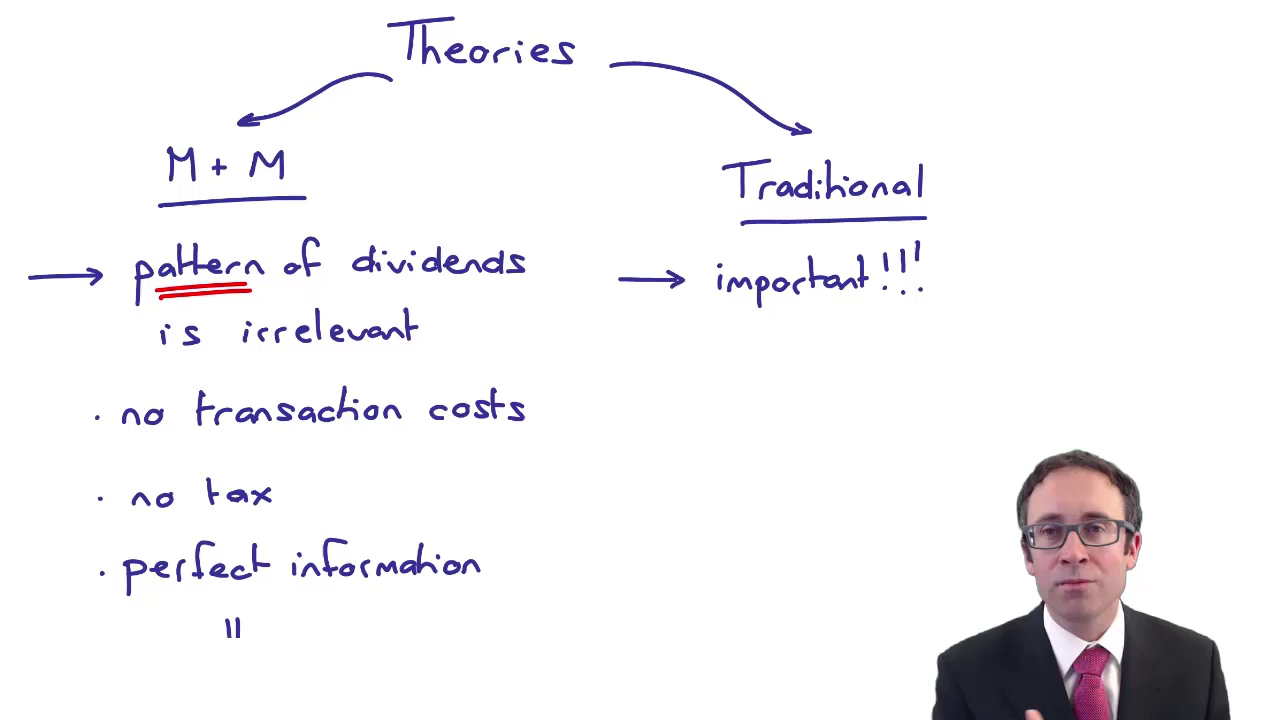 Theories
M + M
→ pattern of dividends
is irrelevant
· no transaction costs
· no tax
· perfect information
"
Traditional
→ important!!!